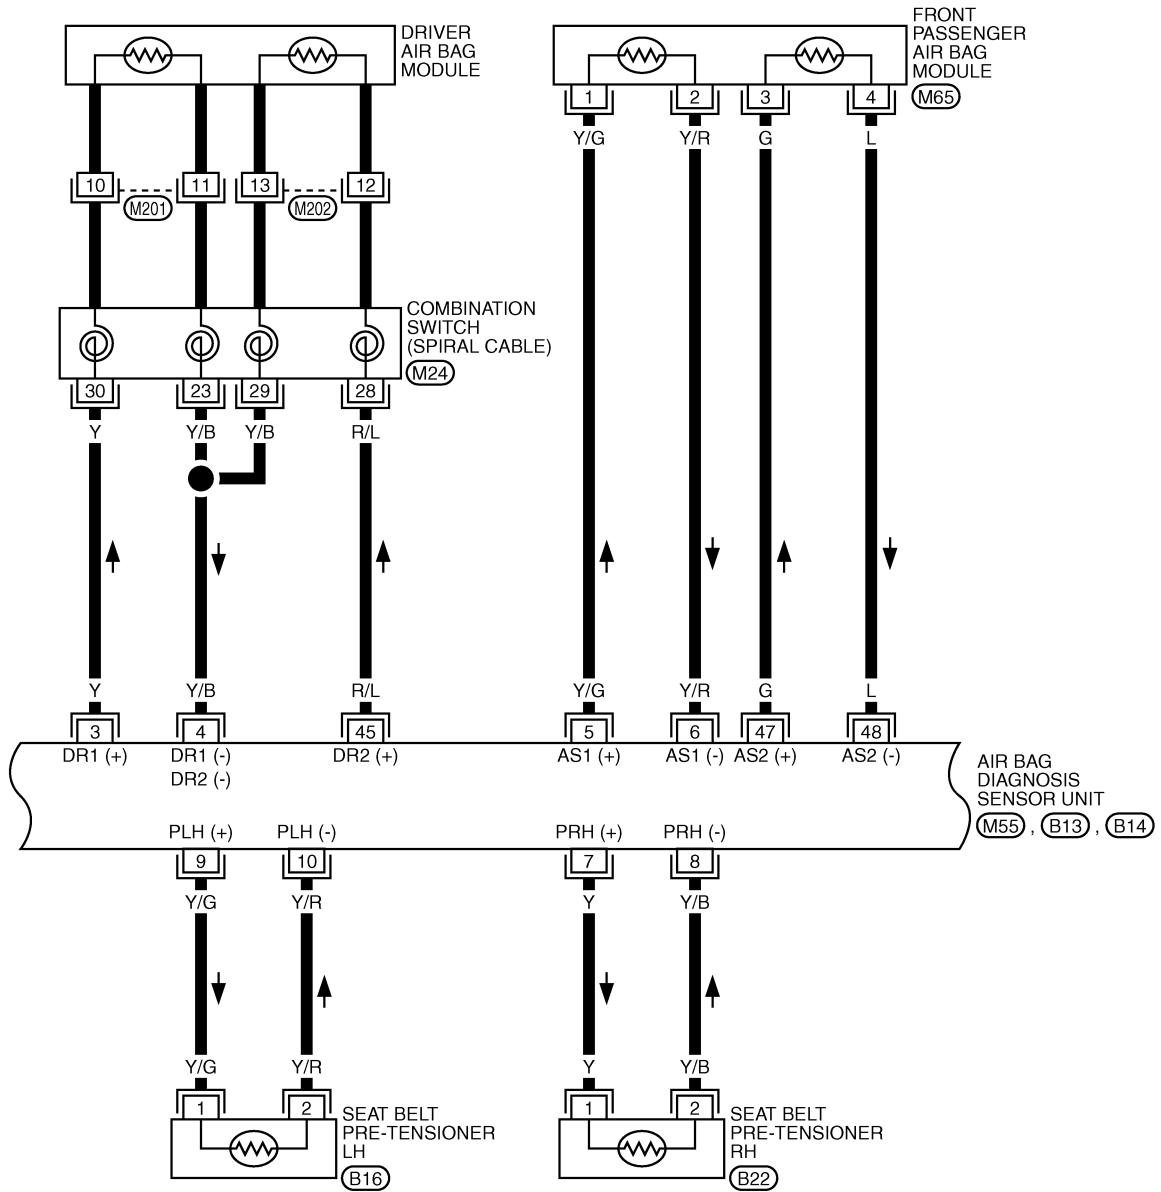 DRIVER
AIR BAG
MODULE
FRONT
PASSENGER
AIR BAG
MODULE
M65
1 2 3 4
Y/G Y/R G L
10 11 13 12
M201 M202
COMBINATION
SWITCH
(SPIRAL CABLE)
M24
30 23 29 28
Y Y/B Y/B R/L
Y Y/B R/L Y/G Y/R G L
3 4 45 5 6 47 48
DR1 (+) DR1 (-) DR2 (+) AS1 (+) AS1 (-) AS2 (+) AS2 (-)
DR2 (-)
AIR BAG
DIAGNOSIS
SENSOR UNIT
M55 , B13 , B14
PLH (+) PLH (-) PRH (+) PRH (-)
9 10 7 8
Y/G Y/R Y Y/B
Y/G Y/R Y Y/B
1 2 1 2
SEAT BELT
PRE-TENSIONER
LH
B16
SEAT BELT
PRE-TENSIONER
RH
B22